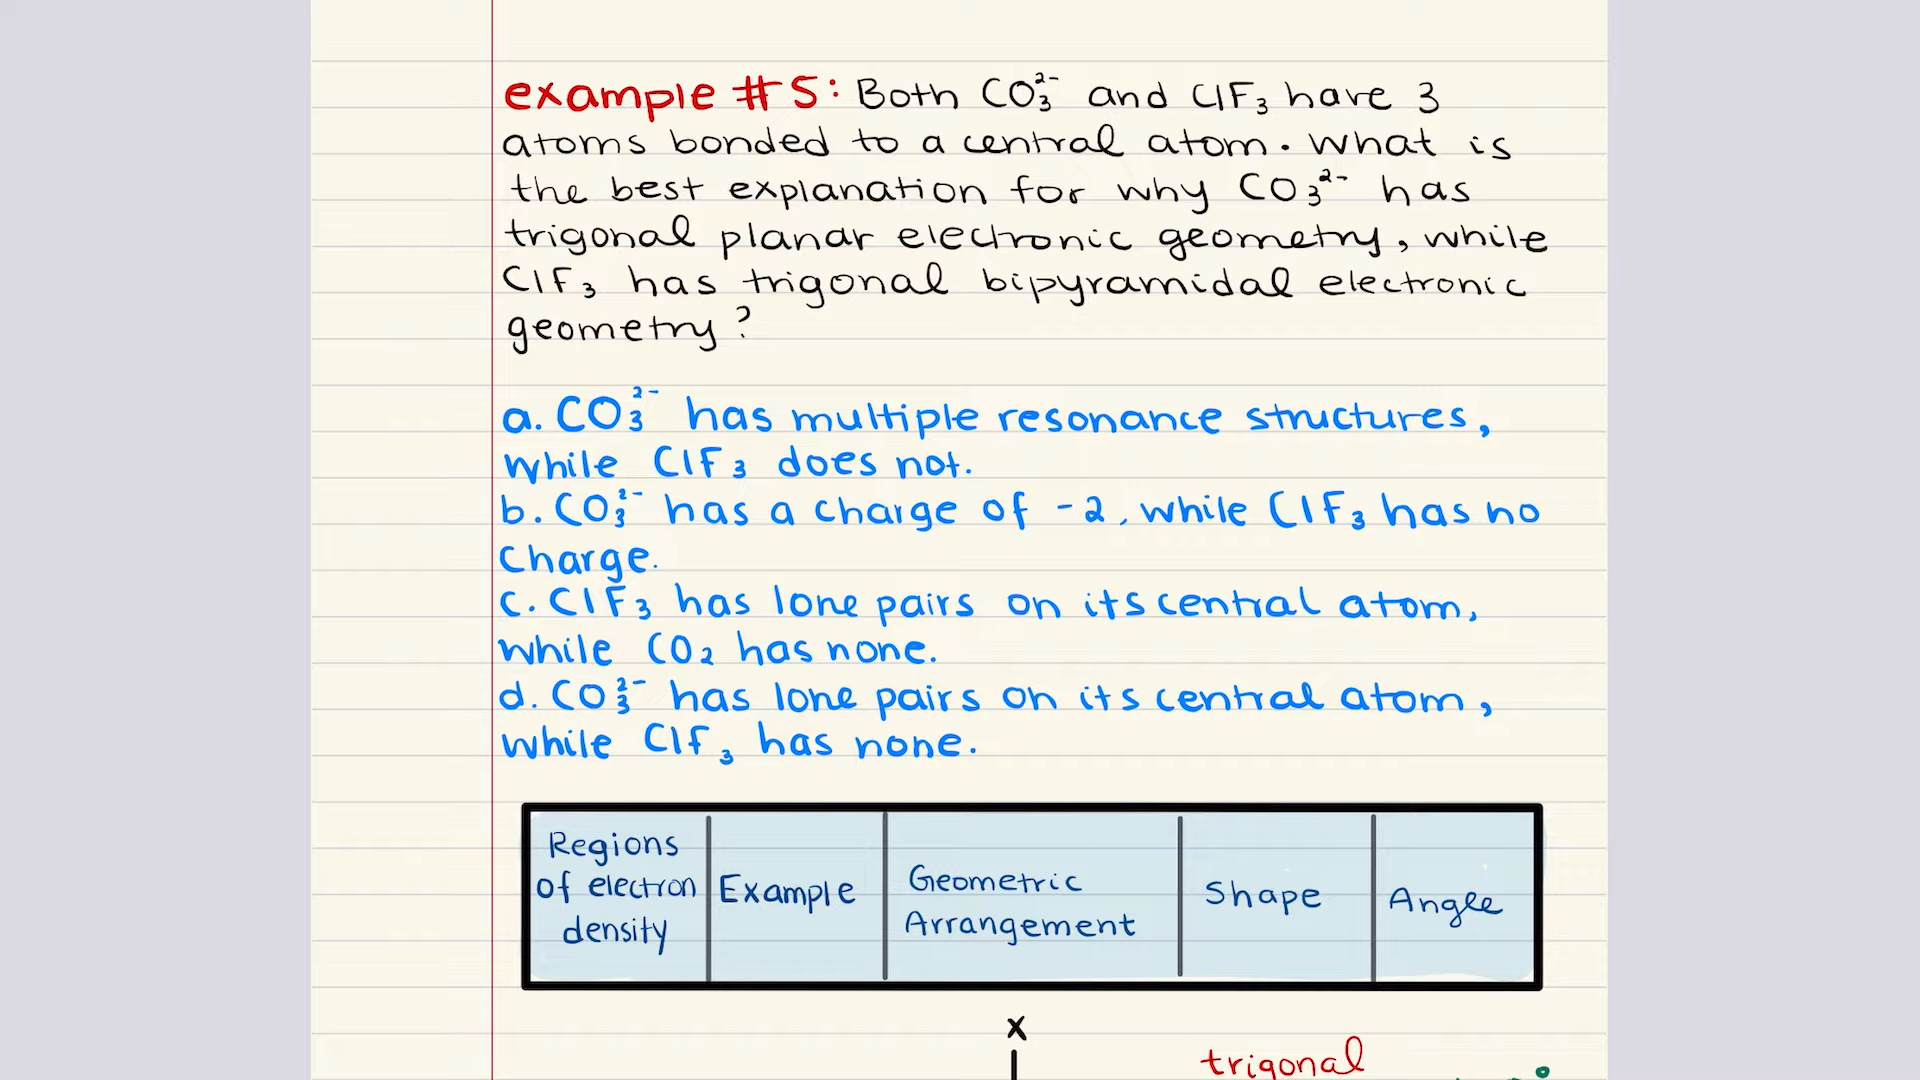 example #5: Both CO₃²⁻ and ClF₃ have 3
atoms bonded to a central atom. What is
the best explanation for why CO₃²⁻ has
trigonal planar electronic geometry, while
ClF₃ has trigonal bipyramidal electronic
geometry?
a. CO₃²⁻ has multiple resonance structures,
while ClF₃ does not.
b. CO₃²⁻ has a charge of -2, while ClF₃ has no
charge.
c. ClF₃ has lone pairs on its central atom,
while CO₂ has none.
d. CO₃²⁻ has lone pairs on its central atom,
while ClF₃ has none.
Regions
of electron
density
Example
Geometric
Arrangement
Shape
Angle
X
trigonal